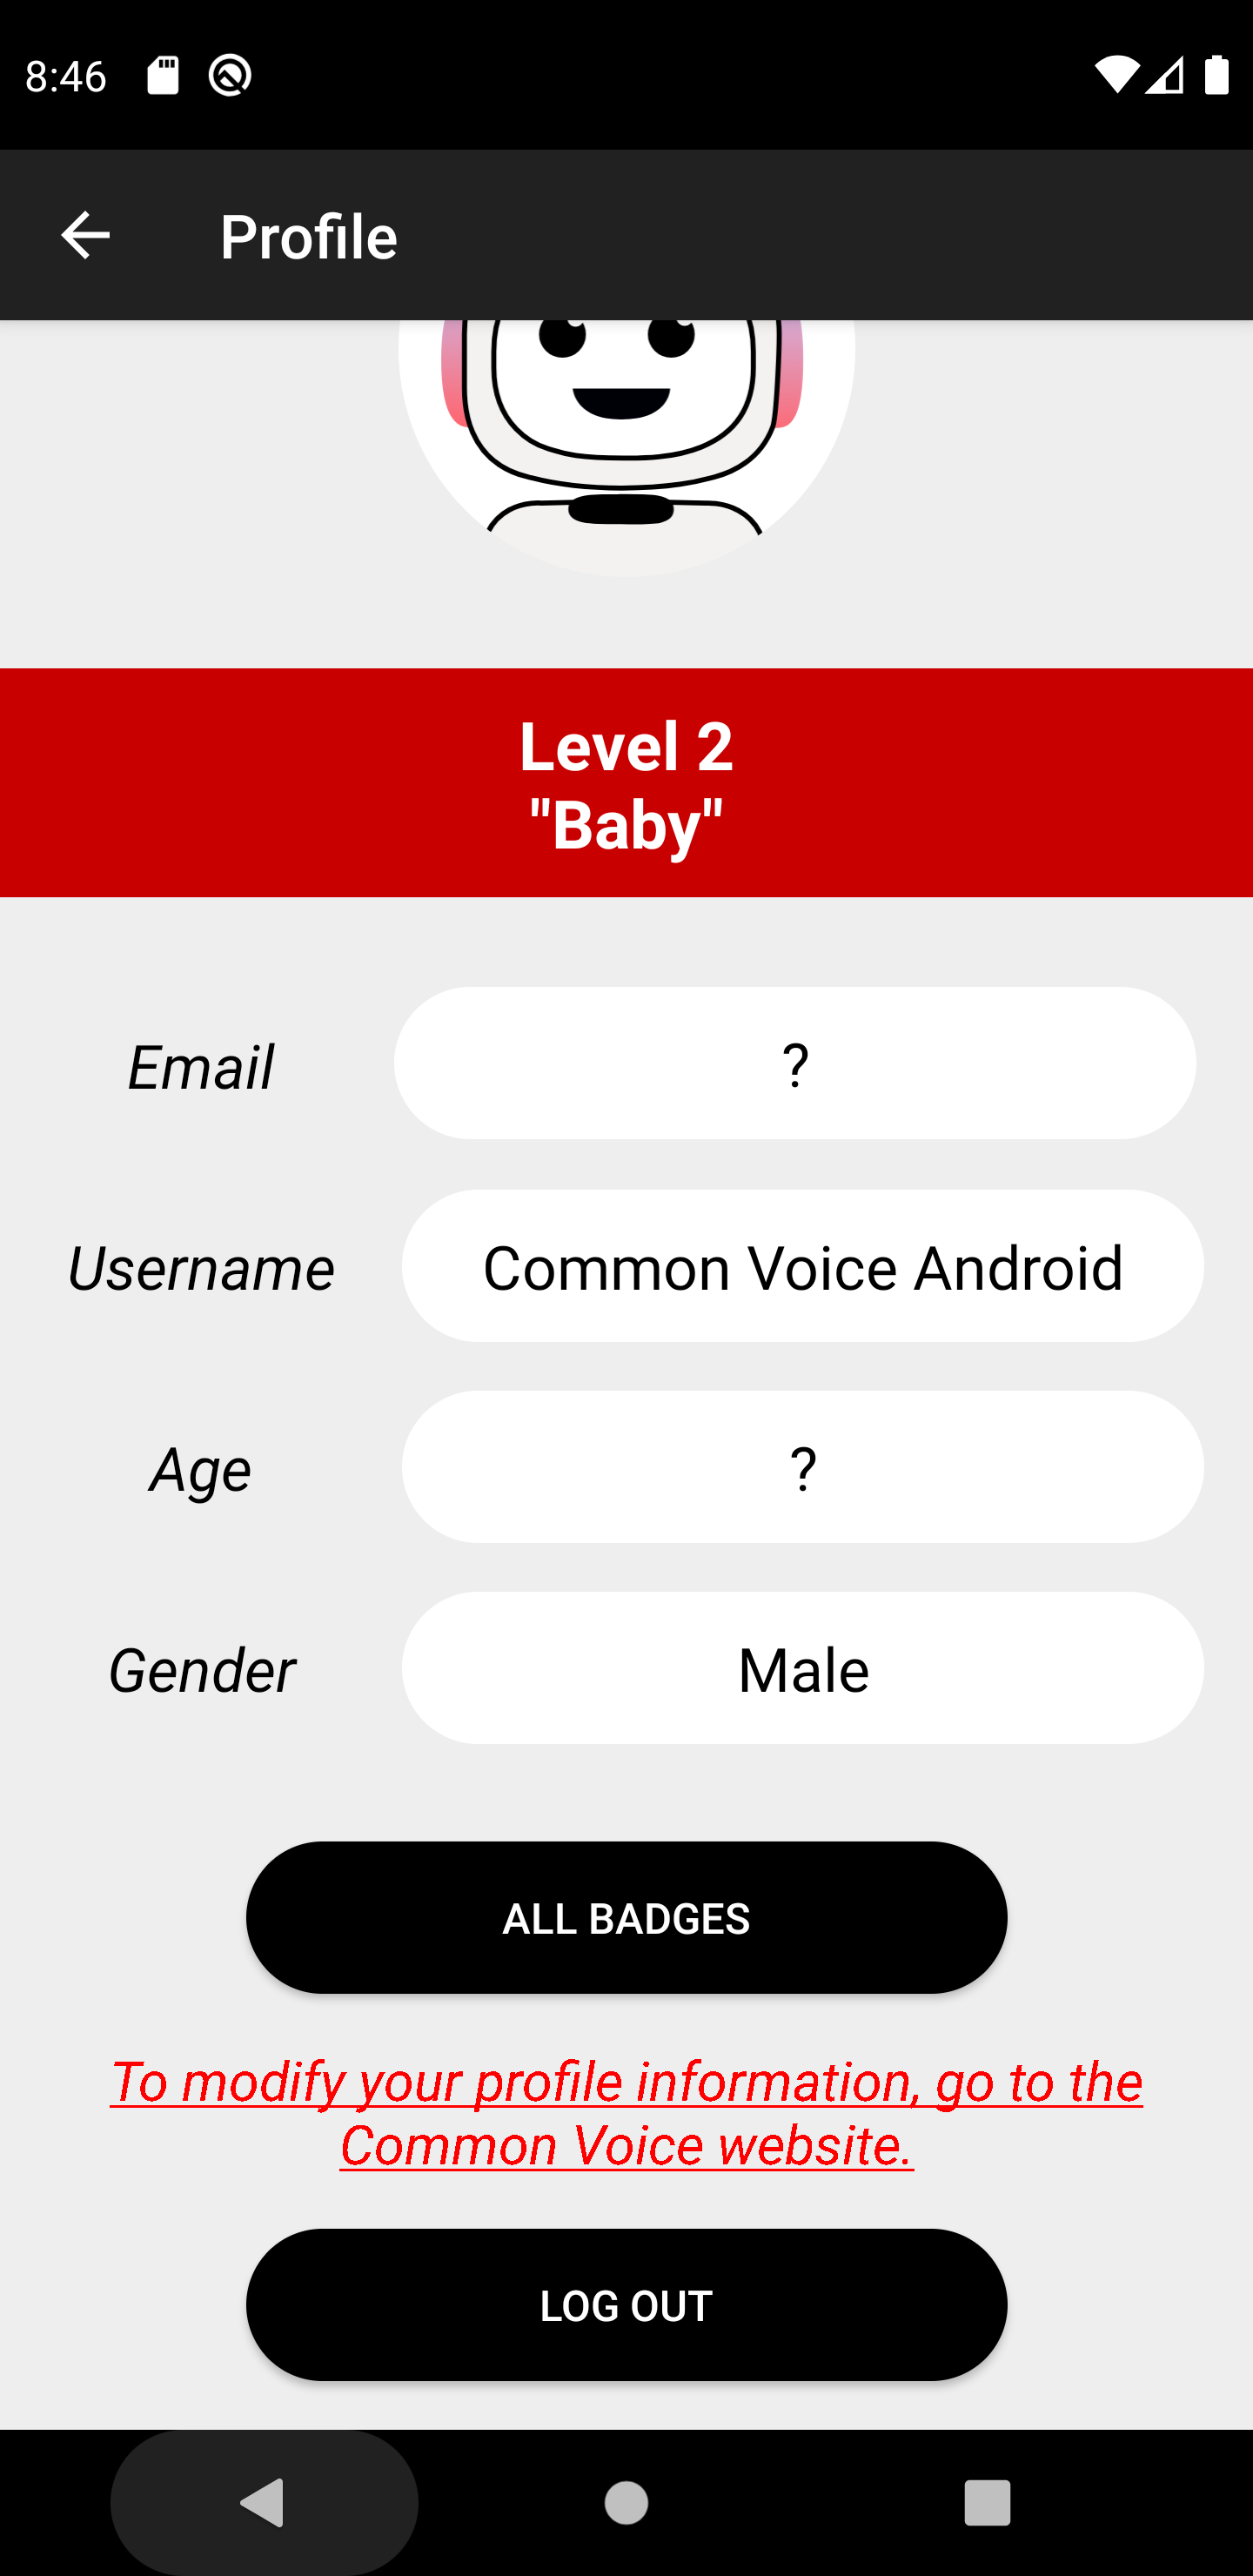 8:46
Profile
Level 2
"Baby"
Email
?
Username
Common Voice Android
Age
?
Gender
Male
ALL BADGES
To modify your profile information, go to the
Common Voice website.
LOG OUT